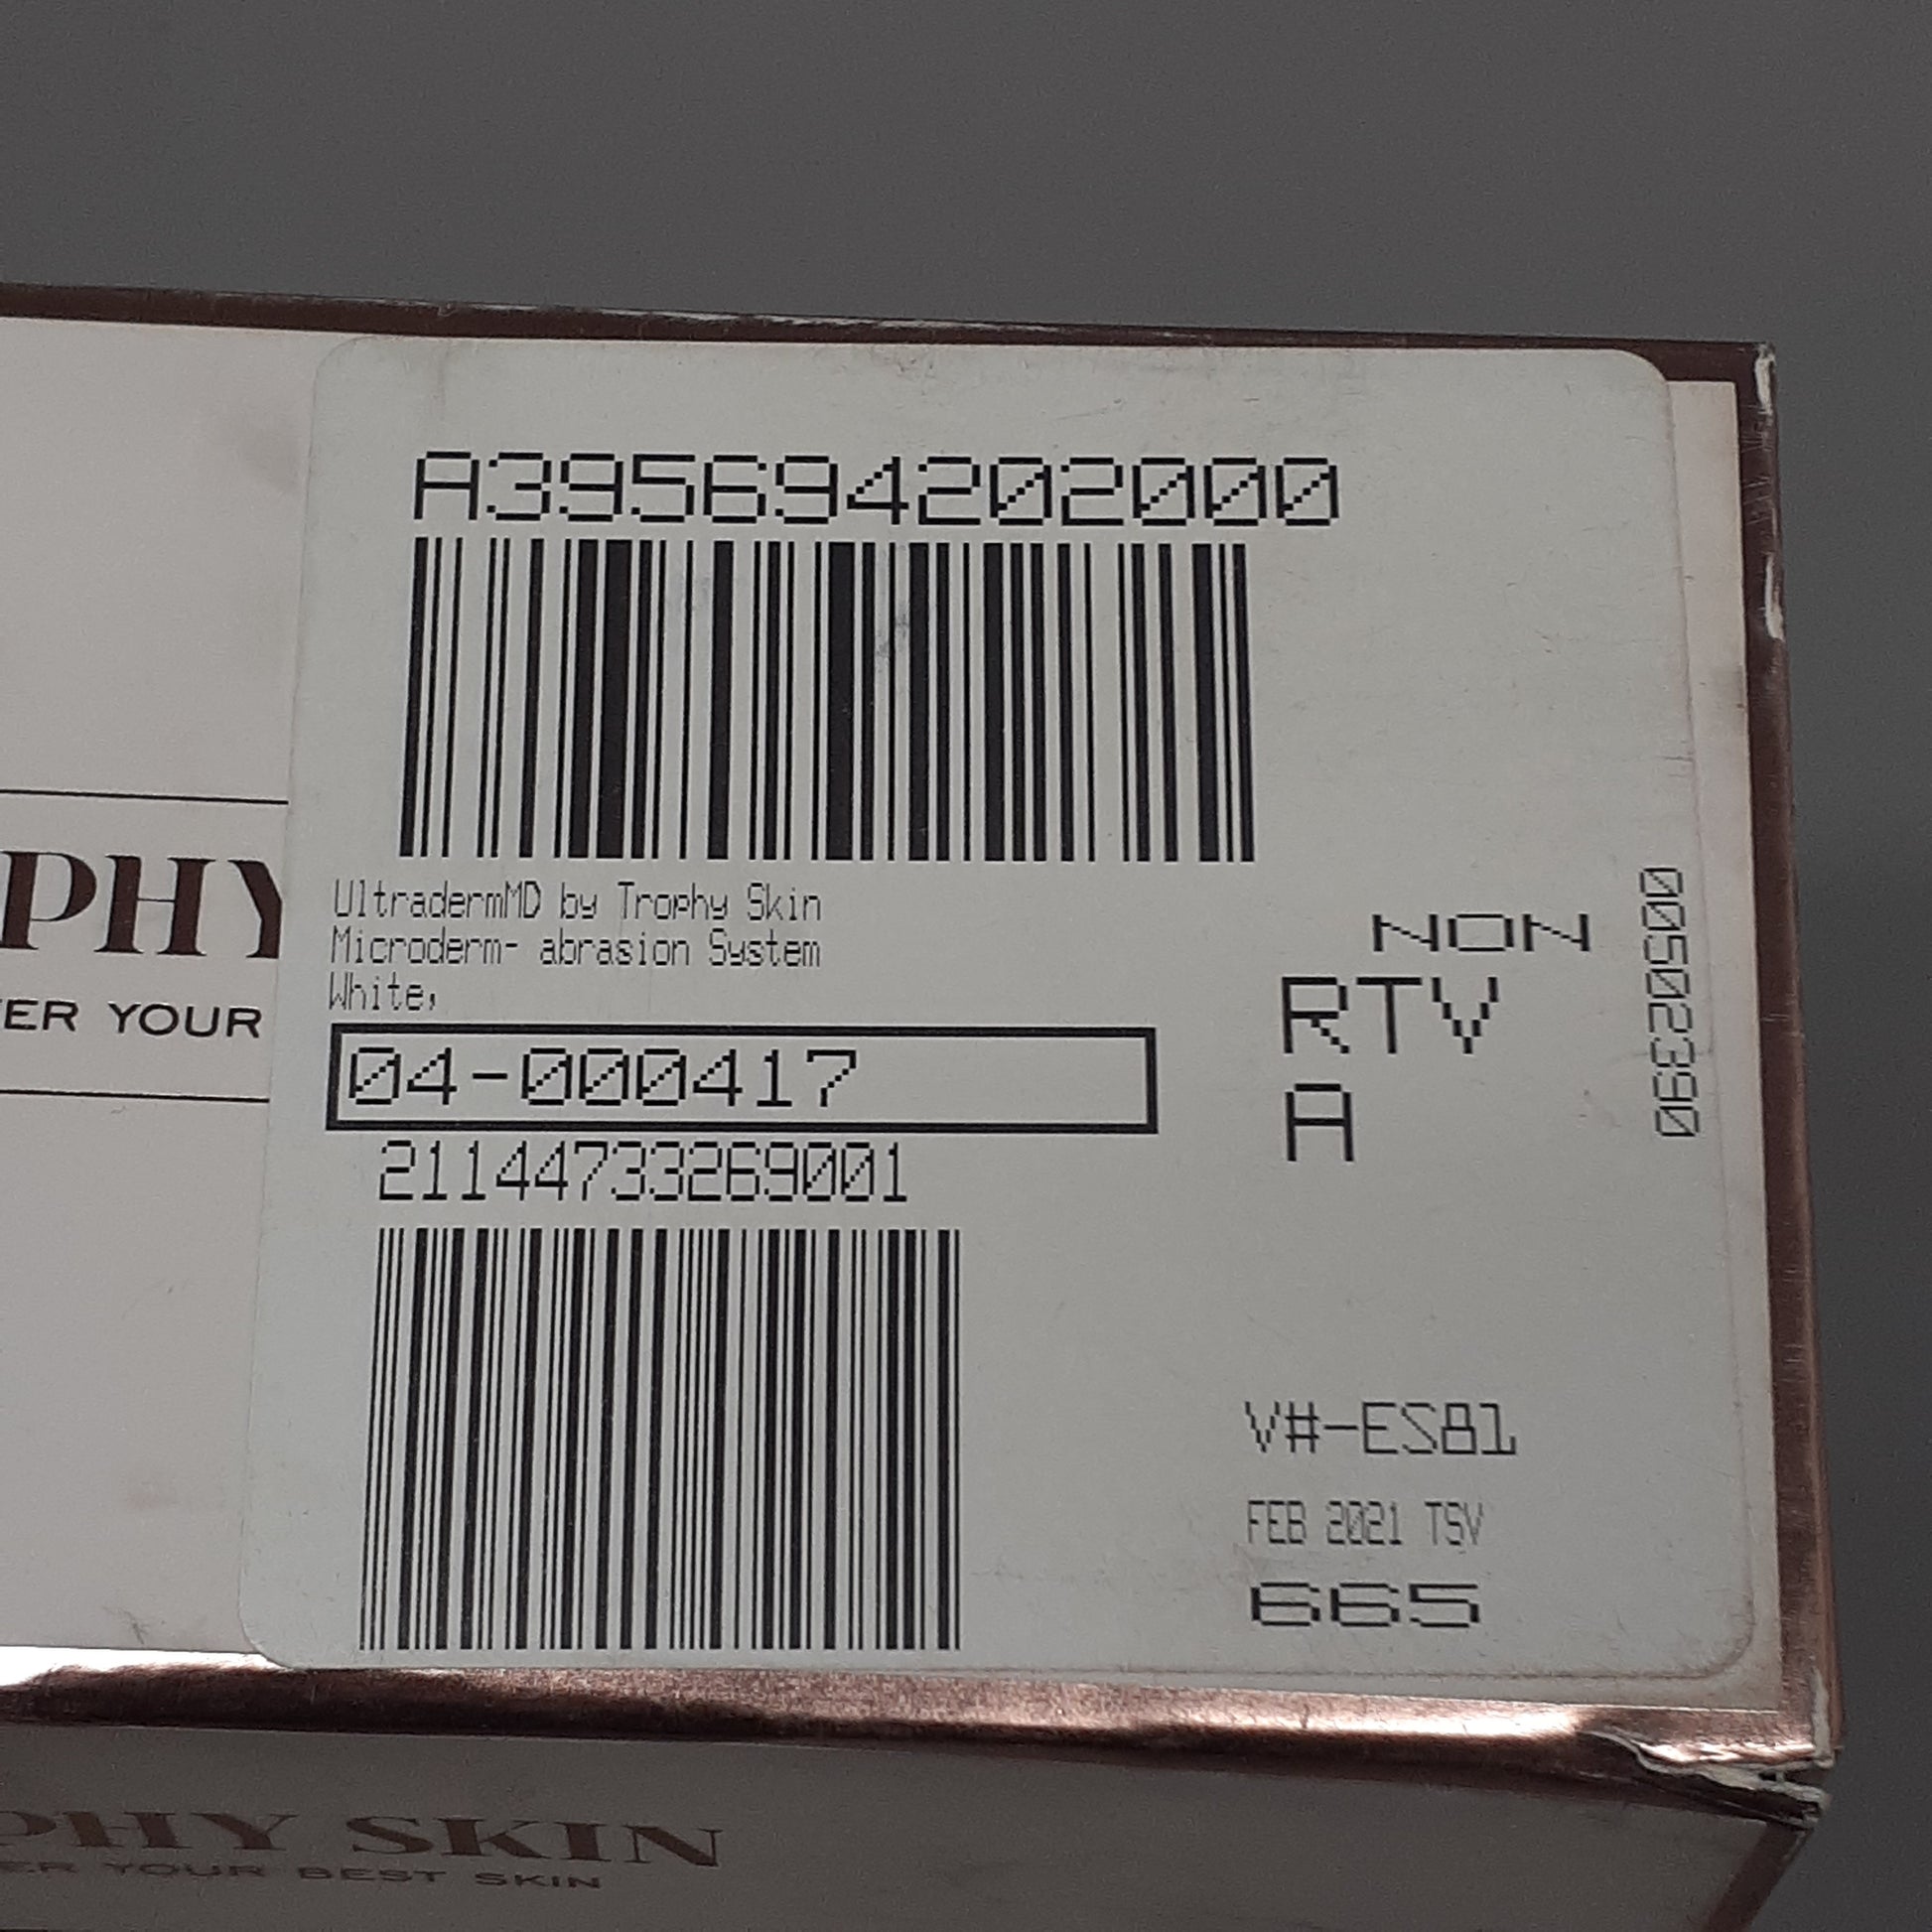 A395694202000
UltradermMD by Trophy Skin
Microderm- abrasion System
White,
04-000417
21144733269001
NON
RTV
A
00502390
V#-ES81
FEB 2021 TSV
665
PHY
ER YOUR
PHY SKIN
ER YOUR BEST SKIN